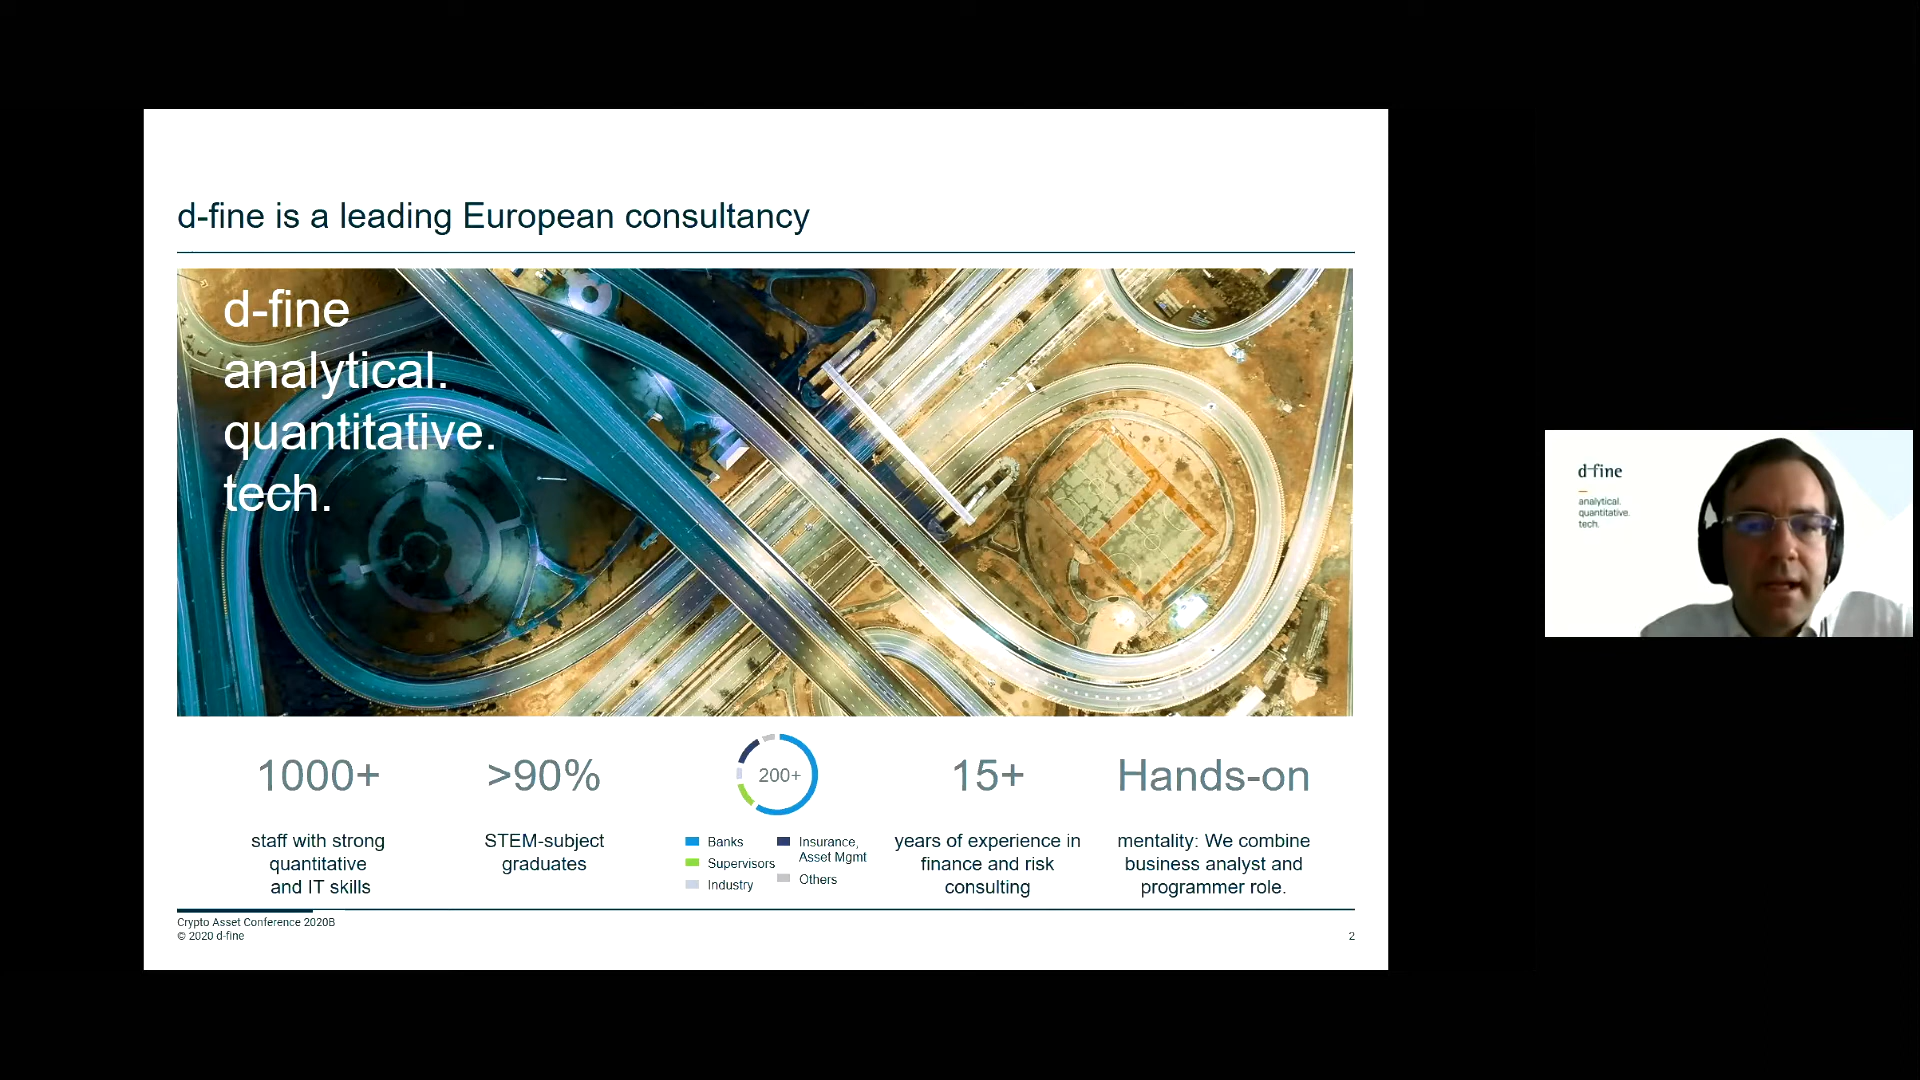 d-fine is a leading European consultancy
d-fine
analytical.
quantitative.
tech.
1000+
staff with strong
quantitative
and IT skills
>90%
STEM-subject
graduates
200+
Banks
Supervisors
Industry
Insurance,
Asset Mgmt
Others
15+
years of experience in
finance and risk
consulting
Hands-on
mentality: We combine
business analyst and
programmer role.
Crypto Asset Conference 2020B
© 2020 d-fine
2
d-fine
analytical.
quantitative.
tech.